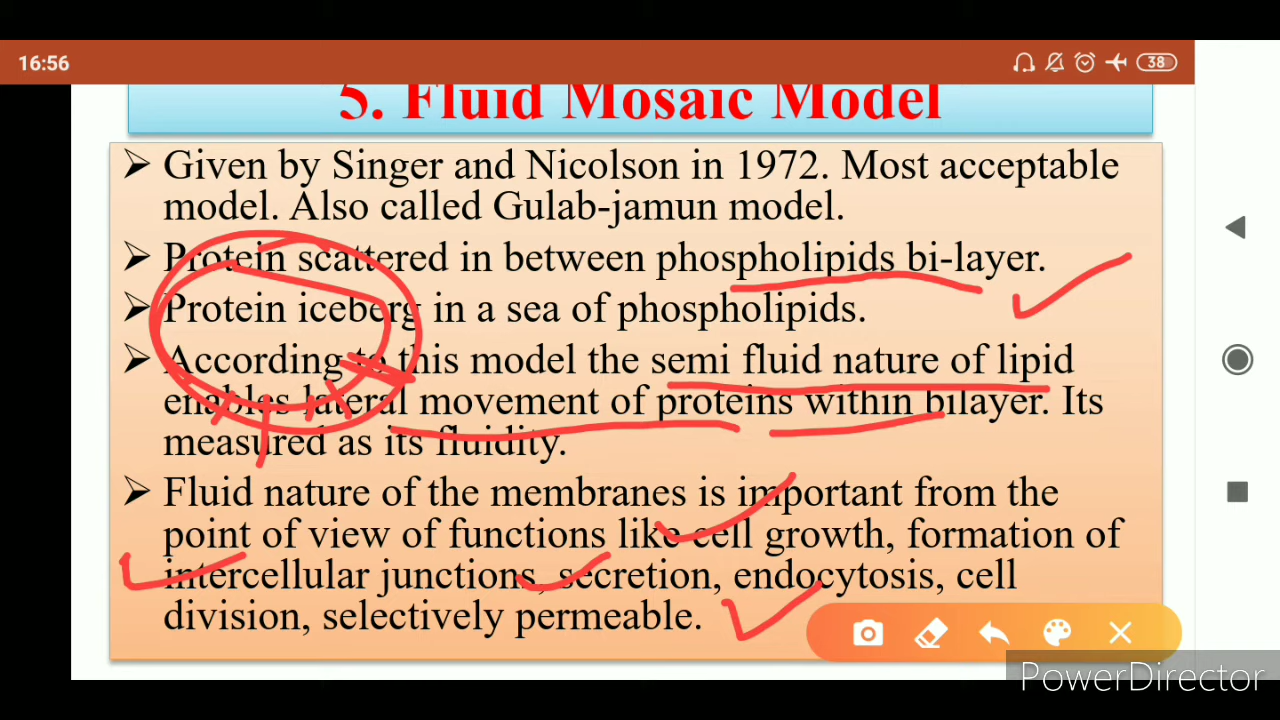 16:56
38
5. Fluid Mosaic Model
➢ Given by Singer and Nicolson in 1972. Most acceptable
model. Also called Gulab-jamun model.
➢ Protein scattered in between phospholipids bi-layer.
➢ Protein iceberg in a sea of phospholipids.
➢ According to this model the semi fluid nature of lipid
enables lateral movement of proteins within bilayer. Its
measured as its fluidity.
➢ Fluid nature of the membranes is important from the
point of view of functions like cell growth, formation of
intercellular junctions, secretion, endocytosis, cell
division, selectively permeable.
PowerDirector